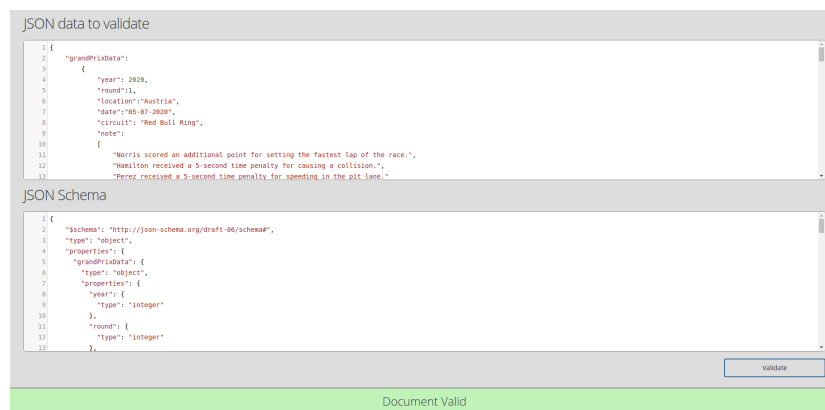 JSON data to validate
1 {
2 "grandPrixData":
3 {
4 "year": 2020,
5 "round":1,
6 "location":"Austria",
7 "date":"05-07-2020",
8 "circuit": "Red Bull Ring",
9 "note":
10 [
11 "Norris scored an additional point for setting the fastest lap of the race.",
12 "Hamilton received a 5-second time penalty for causing a collision.",
13 "Perez received a 5-second time penalty for speeding in the pit lane."
JSON Schema
1 {
2 "$schema": "http://json-schema.org/draft-06/schema#",
3 "type": "object",
4 "properties": {
5 "grandPrixData": {
6 "type": "object",
7 "properties": {
8 "year": {
9 "type": "integer"
10 },
11 "round": {
12 "type": "integer"
13 },
Validate
Document Valid